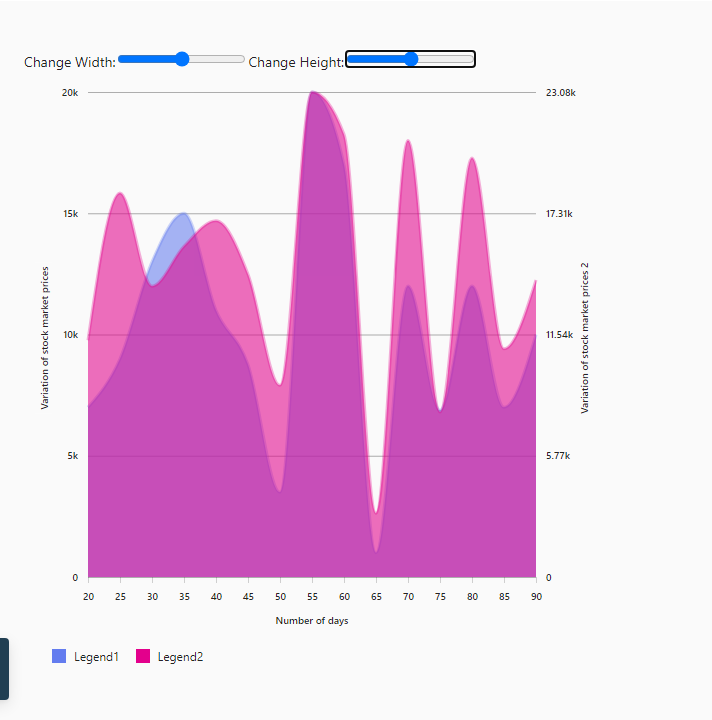 Change Width: Change Height:
20k 23.08k
15k 17.31k
10k 11.54k
5k 5.77k
0 0
Variation of stock market prices
Variation of stock market prices 2
20 25 30 35 40 45 50 55 60 65 70 75 80 85 90
Number of days
Legend1 Legend2